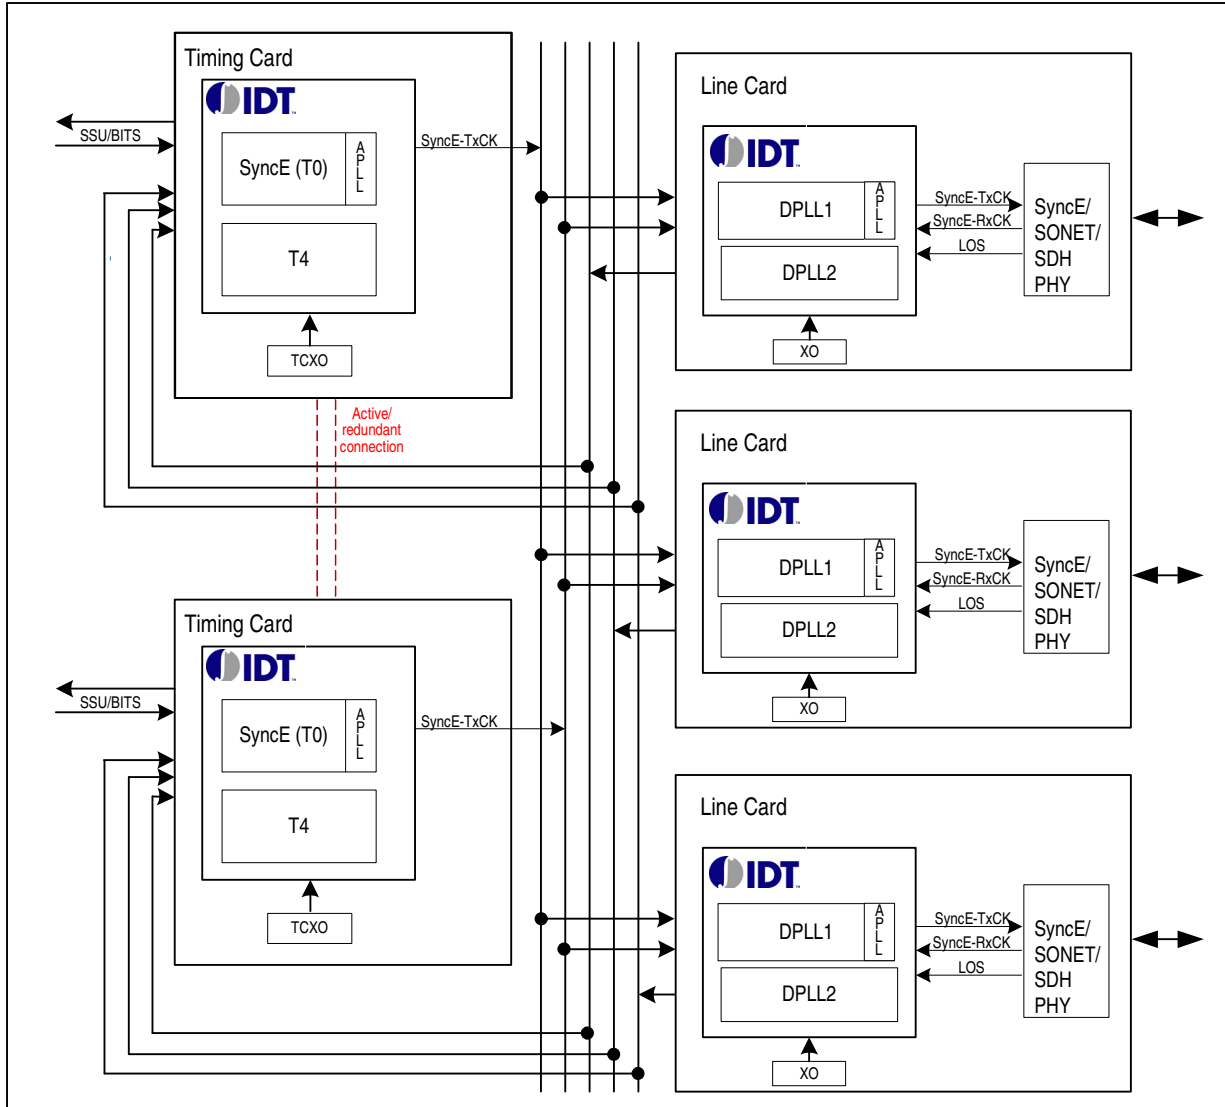 Timing Card
IDT
SSU/BITS
SyncE (T0)
APLL
SyncE-TxCK
T4
TCXO
Active/
redundant
connection
Timing Card
IDT
SSU/BITS
SyncE (T0)
APLL
SyncE-TxCK
T4
TCXO
Line Card
IDT
DPLL1
APLL
DPLL2
XO
SyncE-TxCK
SyncE-RxCK
LOS
SyncE/
SONET/
SDH
PHY
Line Card
IDT
DPLL1
APLL
DPLL2
XO
SyncE-TxCK
SyncE-RxCK
LOS
SyncE/
SONET/
SDH
PHY
Line Card
IDT
DPLL1
APLL
DPLL2
XO
SyncE-TxCK
SyncE-RxCK
LOS
SyncE/
SONET/
SDH
PHY